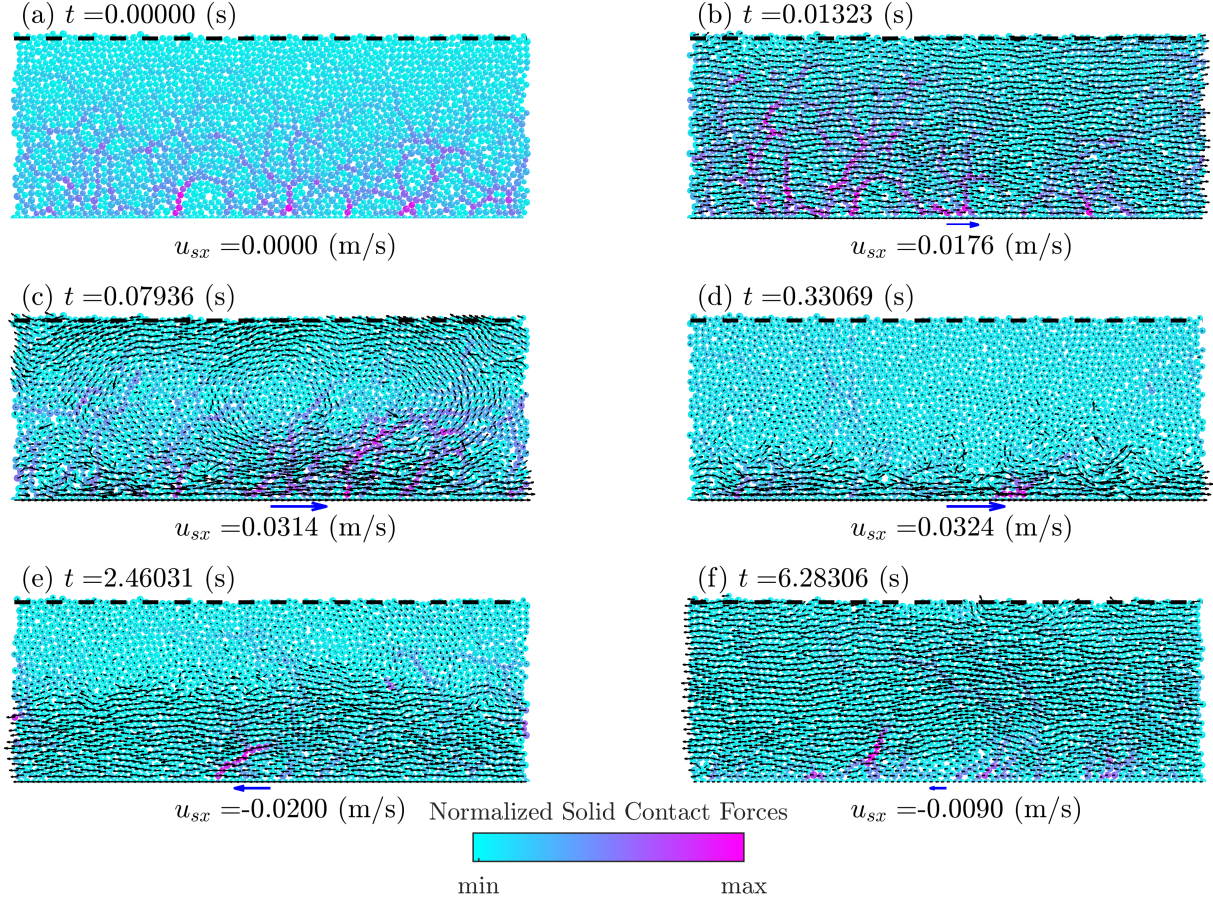 (a) t =0.00000 (s)
(b) t =0.01323 (s)
u_sx =0.0000 (m/s)
u_sx =0.0176 (m/s)
(c) t =0.07936 (s)
(d) t =0.33069 (s)
u_sx =0.0314 (m/s)
u_sx =0.0324 (m/s)
(e) t =2.46031 (s)
(f) t =6.28306 (s)
u_sx =-0.0200 (m/s)
u_sx =-0.0090 (m/s)
Normalized Solid Contact Forces
min
max